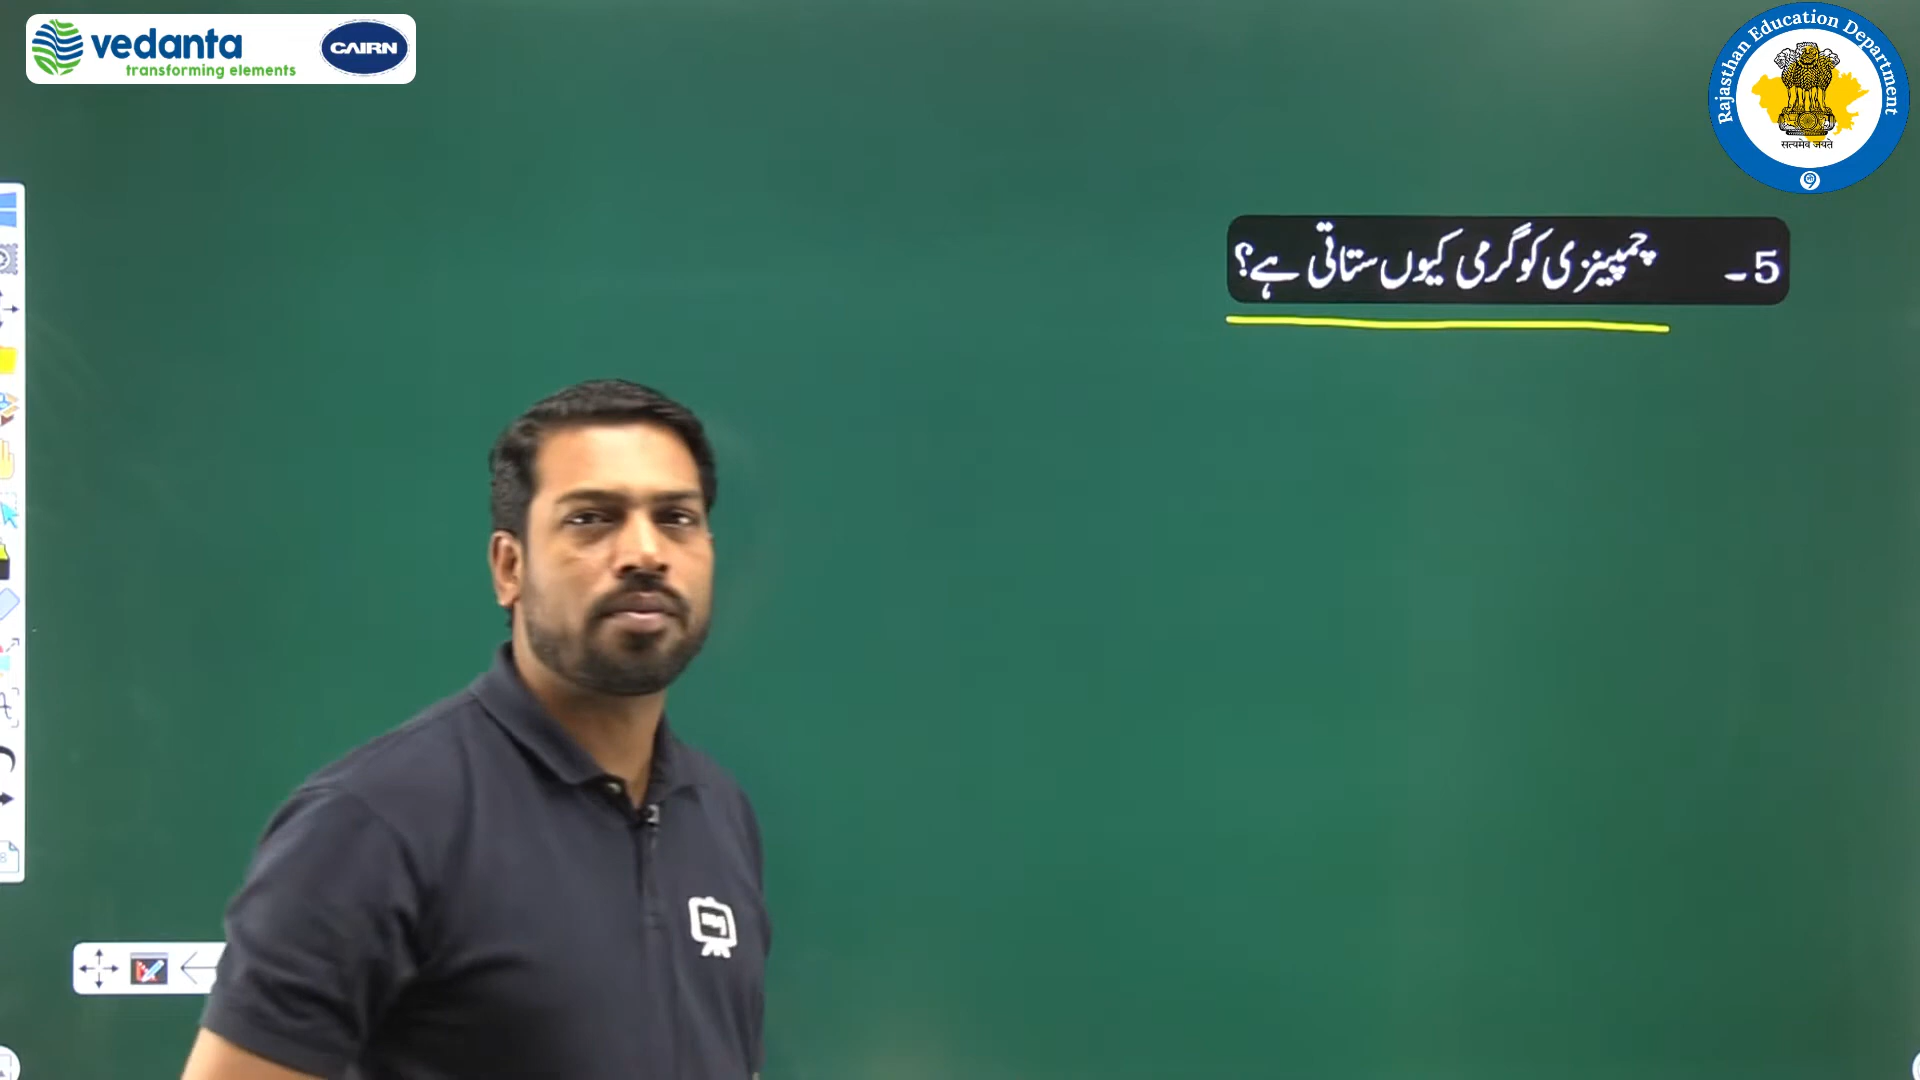 vedanta
transforming elements
CAIRN
Rajasthan Education Department
सत्यमेव जयते
5۔ چمپینزی کو گرمی کیوں ستاتی ہے؟